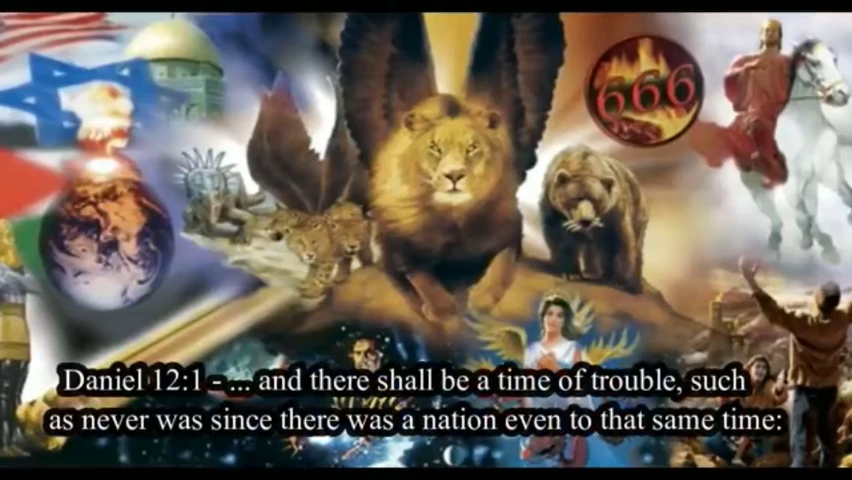 666
Daniel 12:1 - ... and there shall be a time of trouble, such
as never was since there was a nation even to that same time: